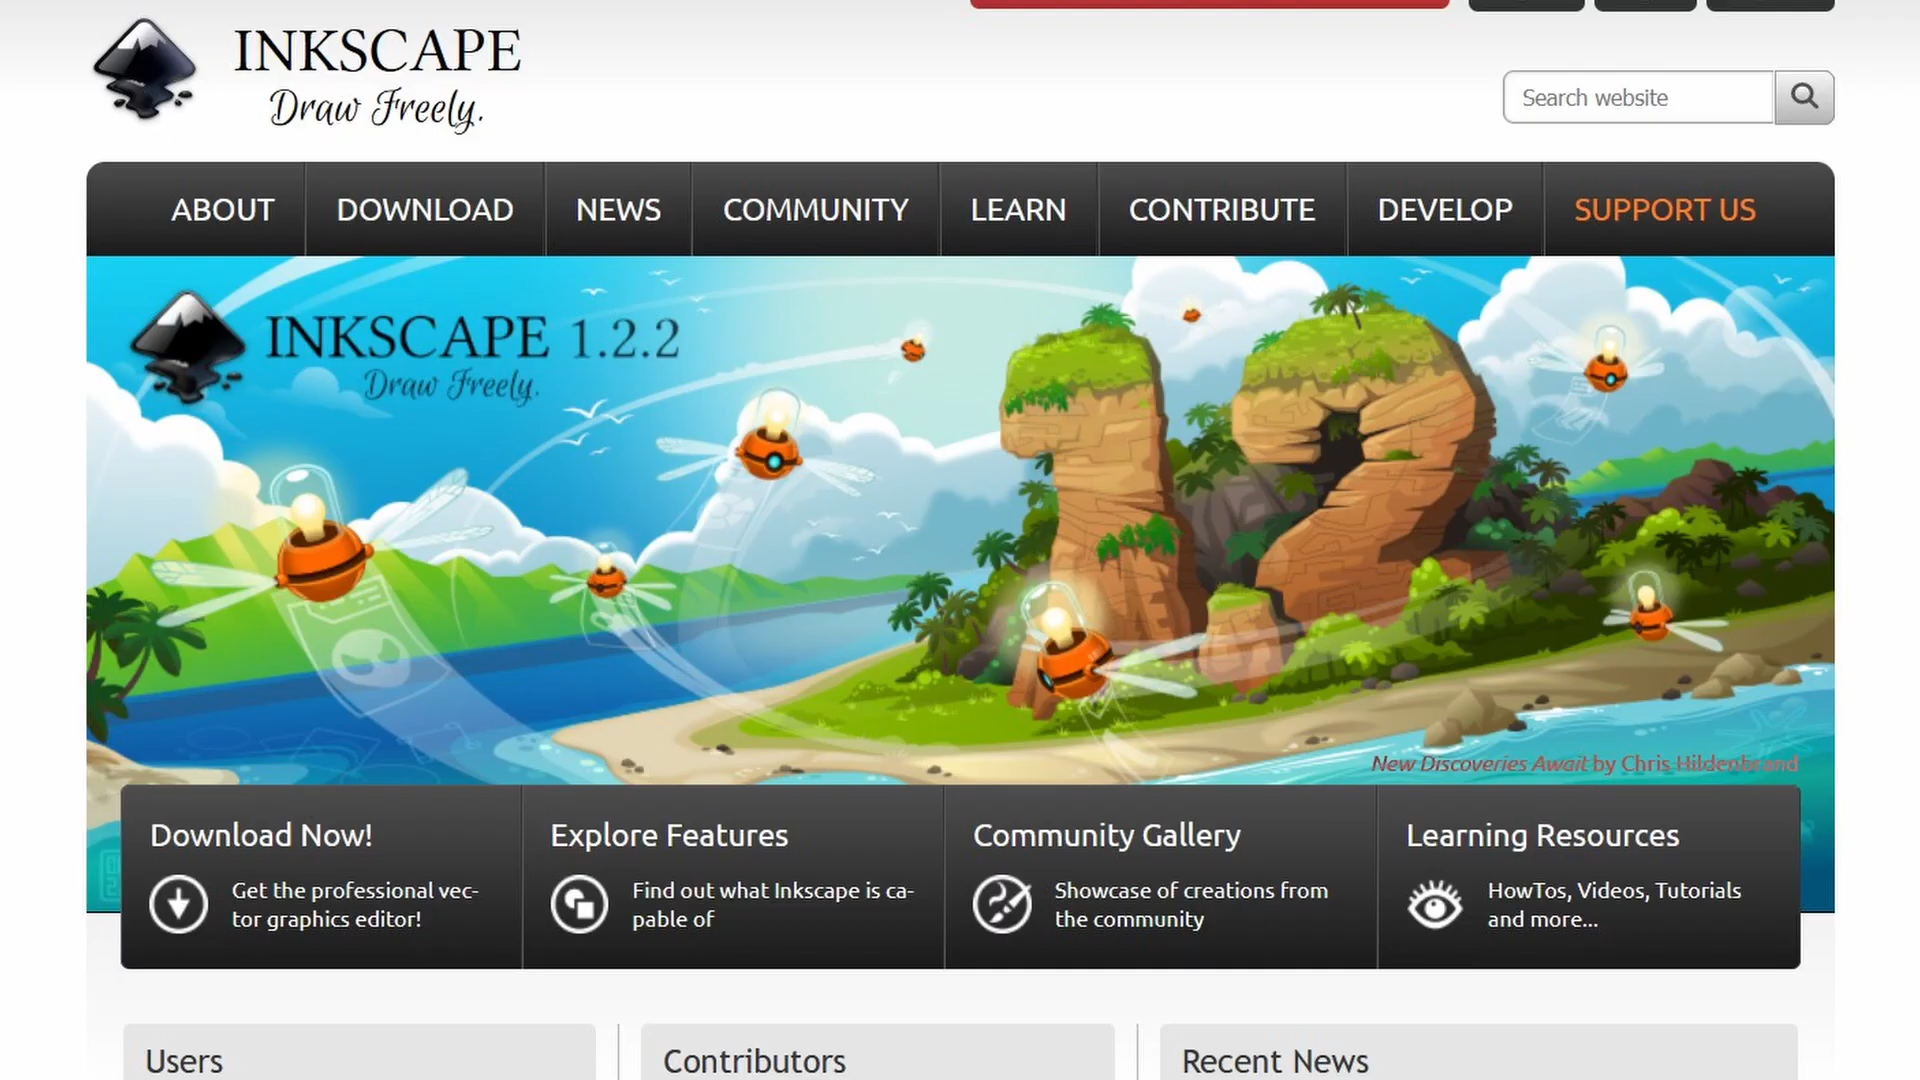 INKSCAPE
Draw Freely.
Search website
ABOUT DOWNLOAD NEWS COMMUNITY LEARN CONTRIBUTE DEVELOP SUPPORT US
INKSCAPE 1.2.2
Draw Freely.
1.2
New Discoveries Await by Chris Hildenbrand
Download Now!
Get the professional vec-
tor graphics editor!
Explore Features
Find out what Inkscape is ca-
pable of
Community Gallery
Showcase of creations from
the community
Learning Resources
HowTos, Videos, Tutorials
and more...
Users
Contributors
Recent News